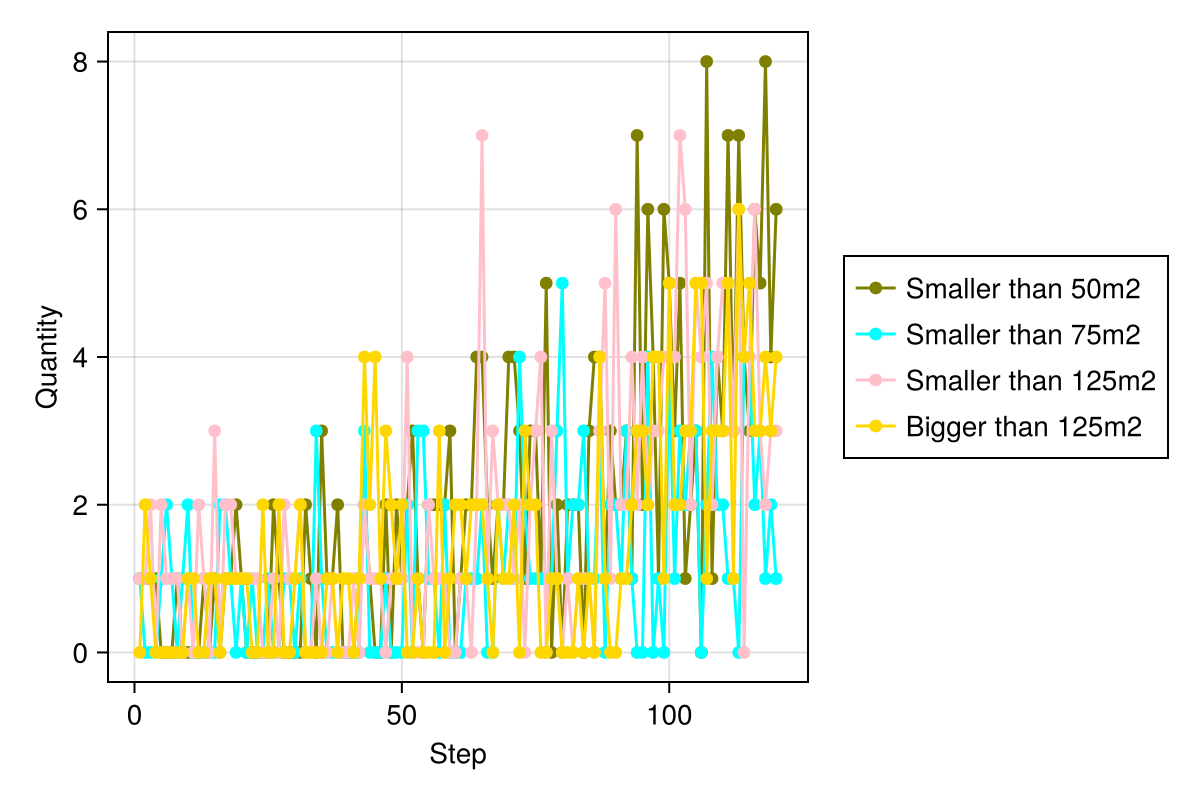 8
6
4
2
0
Quantity
0 50 100
Step
Smaller than 50m2
Smaller than 75m2
Smaller than 125m2
Bigger than 125m2